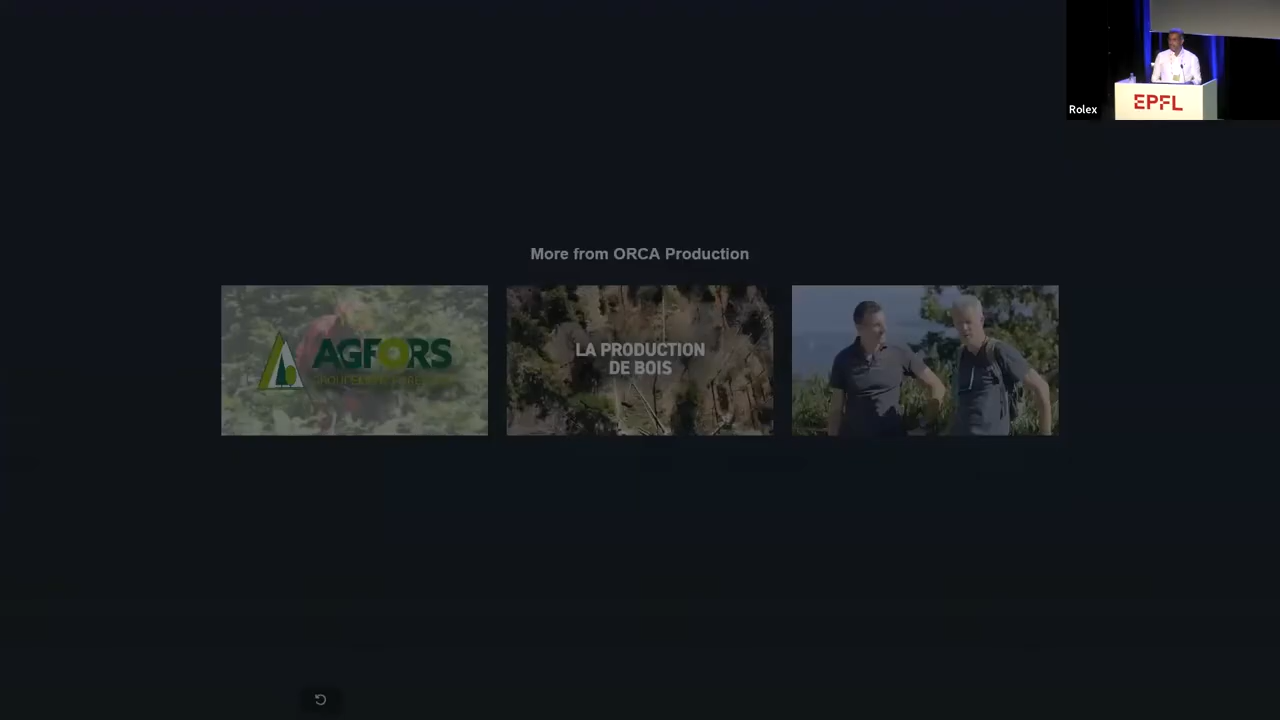 EPFL
Rolex
More from ORCA Production
AGFORS
LA PRODUCTION
DE BOIS